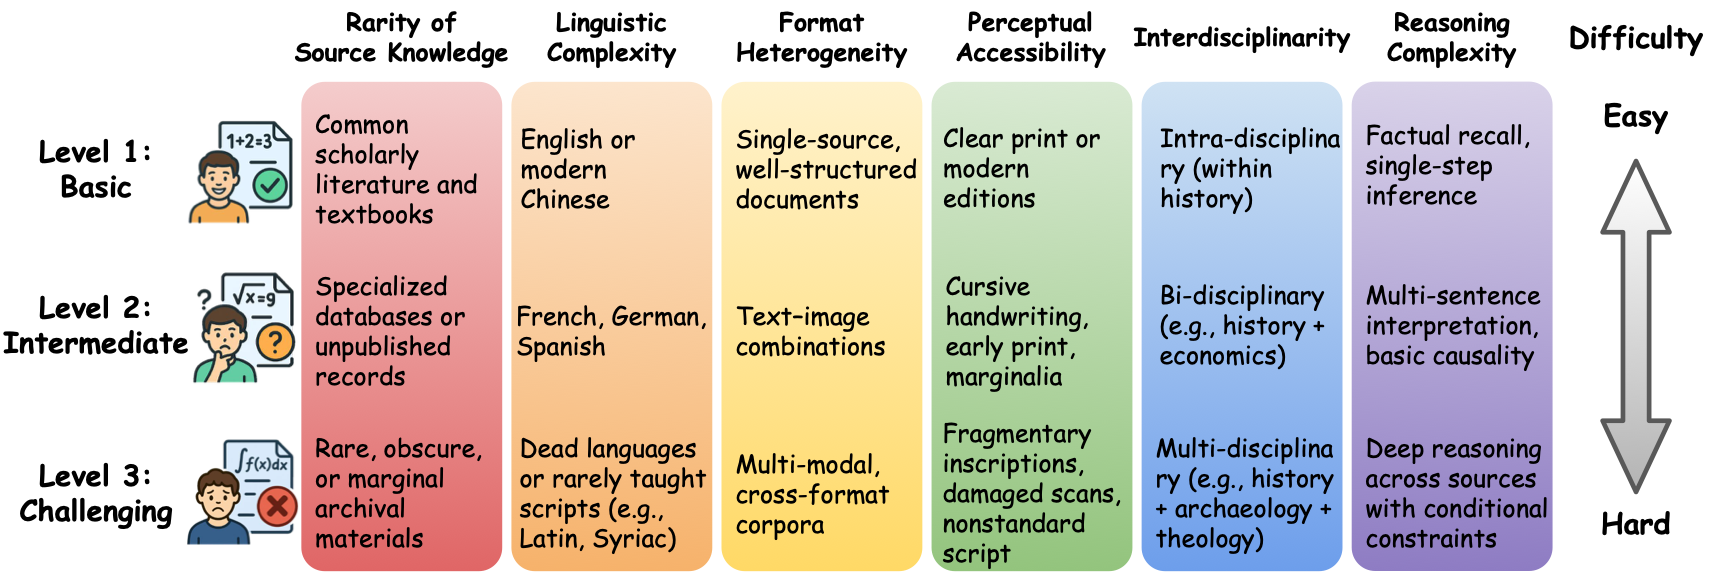 Rarity of
Source Knowledge
Linguistic
Complexity
Format
Heterogeneity
Perceptual
Accessibility
Interdisciplinarity
Reasoning
Complexity
Difficulty
Level 1:
Basic
1+2=3
Common
scholarly
literature and
textbooks
English or
modern
Chinese
Single-source,
well-structured
documents
Clear print or
modern
editions
Intra-disciplina
ry (within
history)
Factual recall,
single-step
inference
Easy
Level 2:
Intermediate
?
√x=9
?
Specialized
databases or
unpublished
records
French, German,
Spanish
Text–image
combinations
Cursive
handwriting,
early print,
marginalia
Bi-disciplinary
(e.g., history +
economics)
Multi-sentence
interpretation,
basic causality
Level 3:
Challenging
∫f(x)dx
Rare, obscure,
or marginal
archival
materials
Dead languages
or rarely taught
scripts (e.g.,
Latin, Syriac)
Multi-modal,
cross-format
corpora
Fragmentary
inscriptions,
damaged scans,
nonstandard
script
Multi-disciplina
ry (e.g., history
+ archaeology +
theology)
Deep reasoning
across sources
with conditional
constraints
Hard